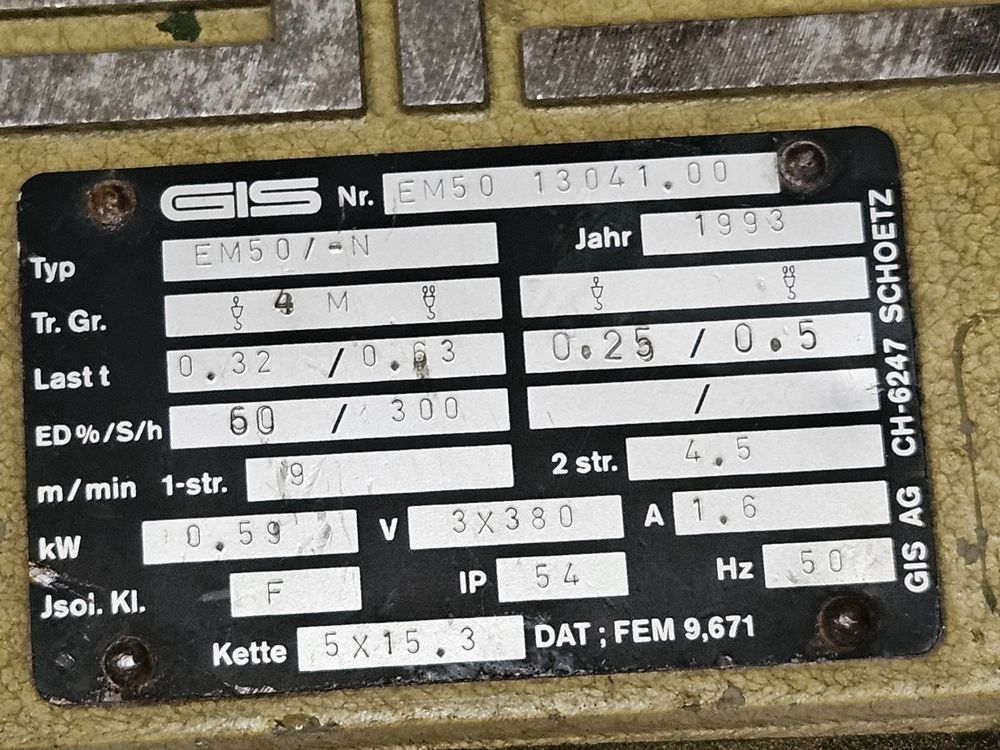 GIS Nr. EM50 13041.00
Typ EM50/-N Jahr 1993
Tr. Gr. 4 M
Last t 0.32 / 0.63 0.25 / 0.5
ED%/S/h 60 / 300 /
m/min 1-str. 9 2 str. 4.5
kW 0.59 V 3X380 A 1.6
Jsol. Kl. F IP 54 Hz 50
Kette 5X15.3 DAT ; FEM 9,671
GIS AG CH-6247 SCHOETZ